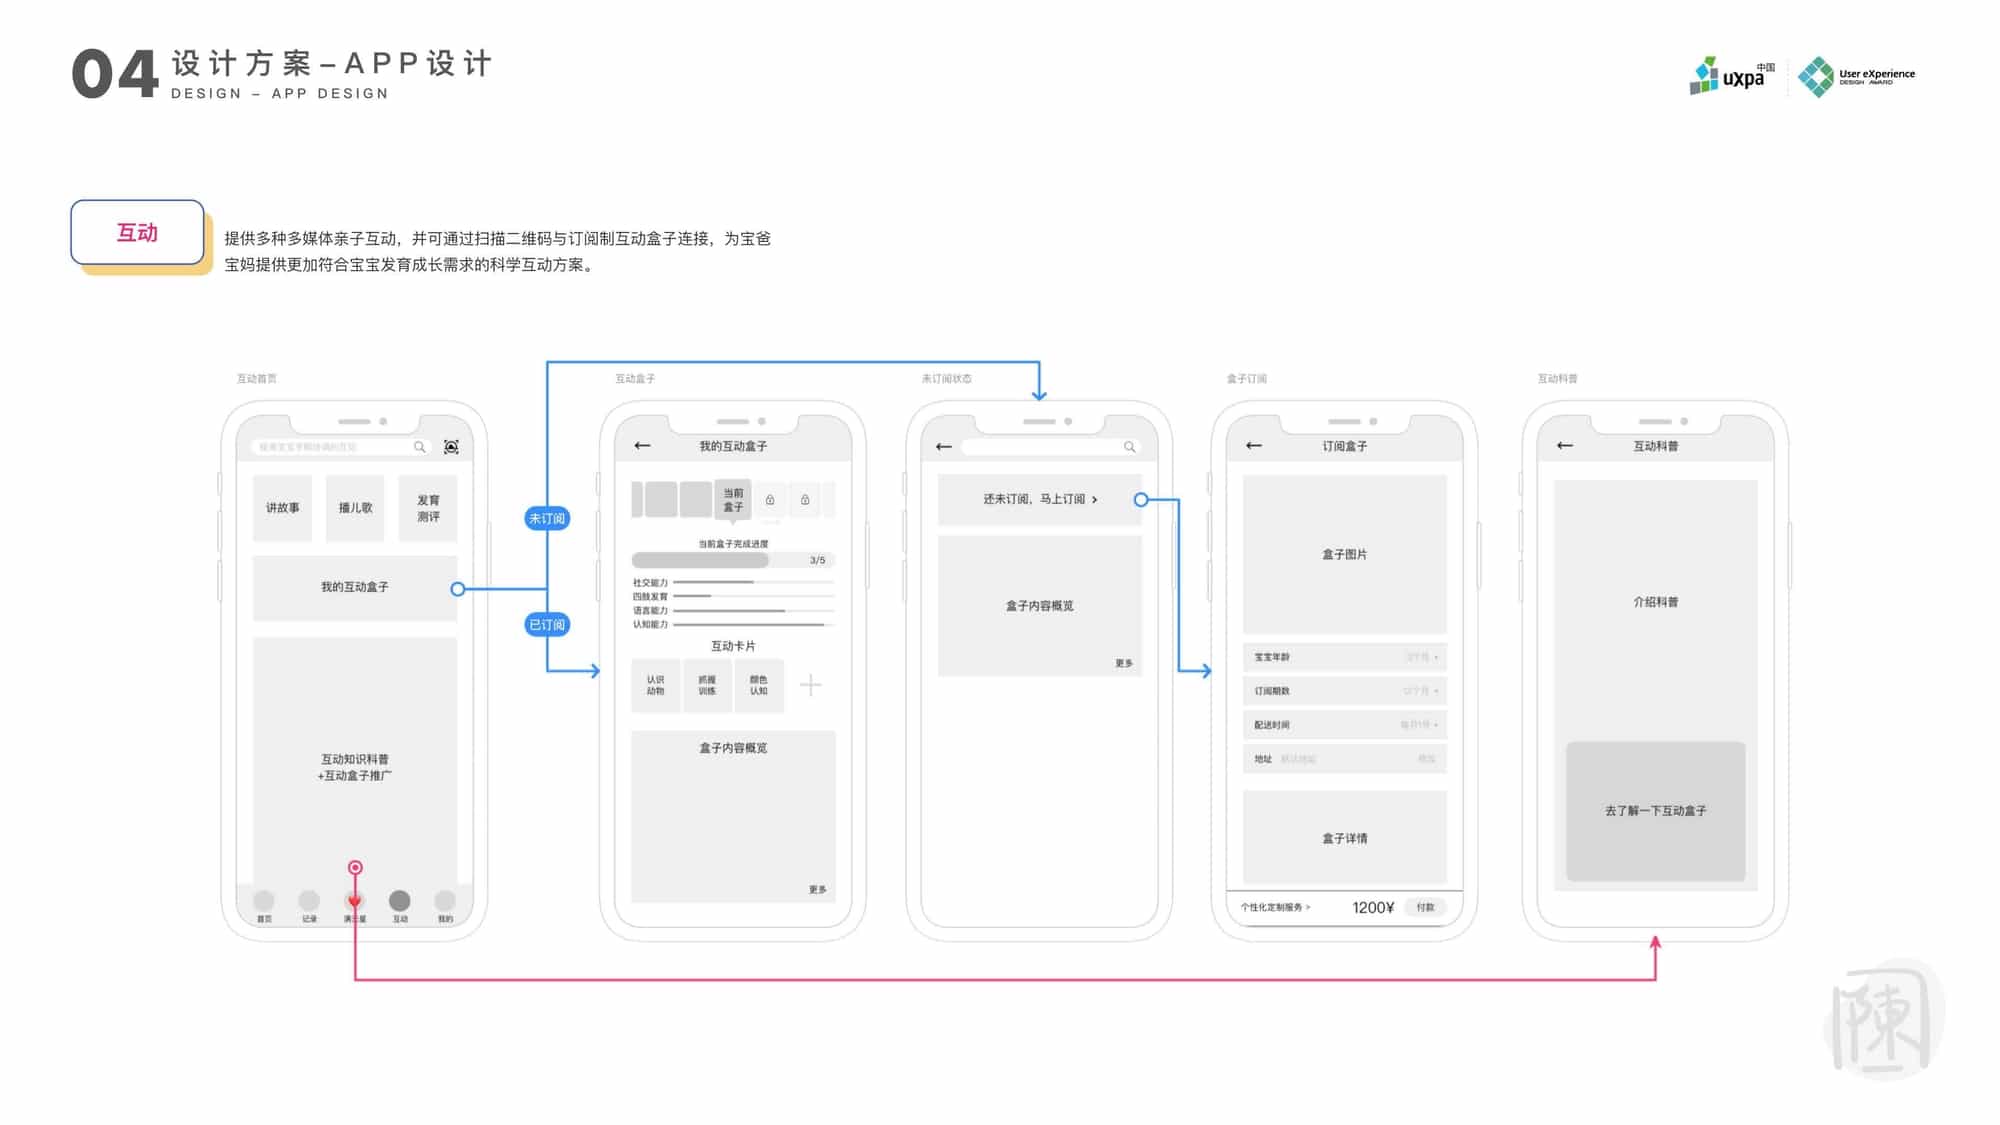 04
设计方案–APP设计
DESIGN – APP DESIGN
uxpa
中国
User eXperience
DESIGN AWARD
互动
提供多种多媒体亲子互动，并可通过扫描二维码与订阅制互动盒子连接，为宝爸
宝妈提供更加符合宝宝发育成长需求的科学互动方案。
互动首页
讲故事
播儿歌
发育
测评
我的互动盒子
互动知识科普
+互动盒子推广
首页
记录
互动
我的
未订阅
已订阅
互动盒子
我的互动盒子
当前
盒子
当前盒子完成进度
3/5
社交能力
四肢发育
语言能力
认知能力
互动卡片
认识
动物
抓握
训练
颜色
认知
盒子内容概览
更多
未订阅状态
还未订阅，马上订阅 >
盒子内容概览
更多
盒子订阅
订阅盒子
盒子图片
宝宝年龄
订阅期数
12个月
配送时间
每月1号
地址 默认地址
盒子详情
个性化定制服务 >
1200¥
付款
互动科普
互动科普
介绍科普
去了解一下互动盒子
陳